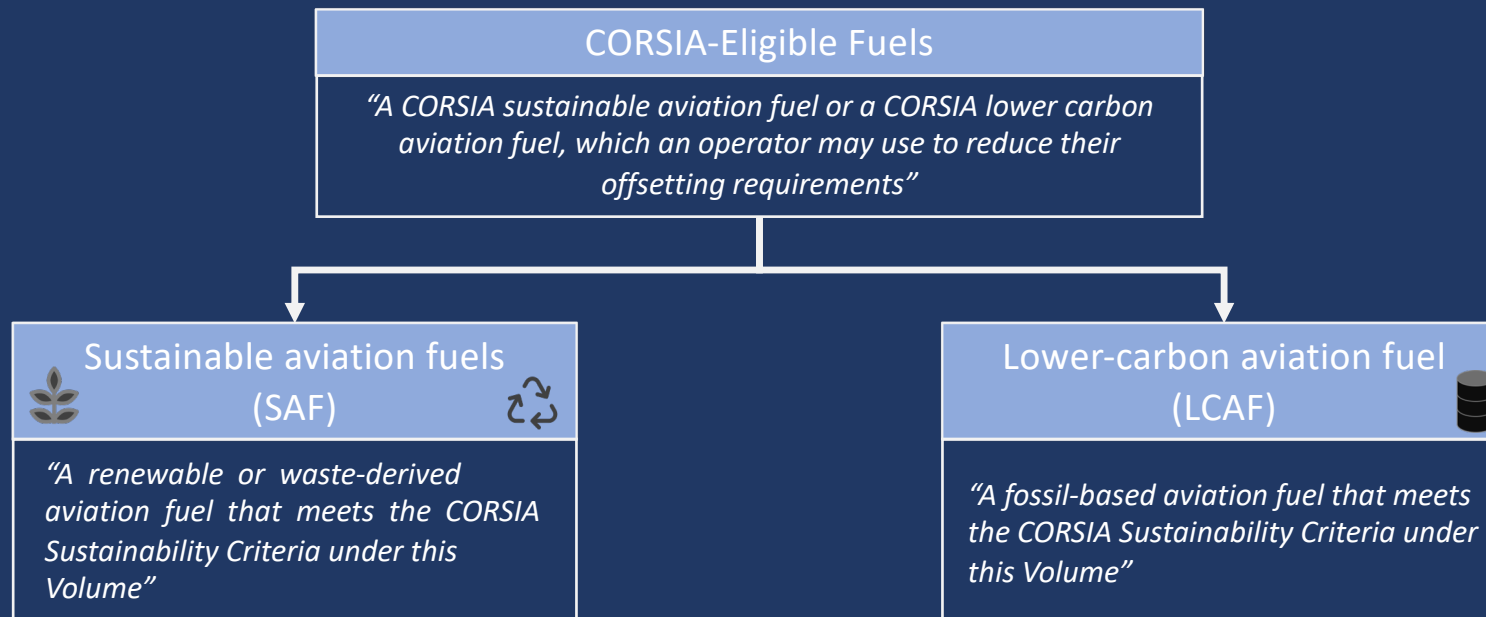 CORSIA-Eligible Fuels
“A CORSIA sustainable aviation fuel or a CORSIA lower carbon
aviation fuel, which an operator may use to reduce their
offsetting requirements”
Sustainable aviation fuels
(SAF)
“A renewable or waste-derived
aviation fuel that meets the CORSIA
Sustainability Criteria under this
Volume”
Lower-carbon aviation fuel
(LCAF)
“A fossil-based aviation fuel that meets
the CORSIA Sustainability Criteria under
this Volume”